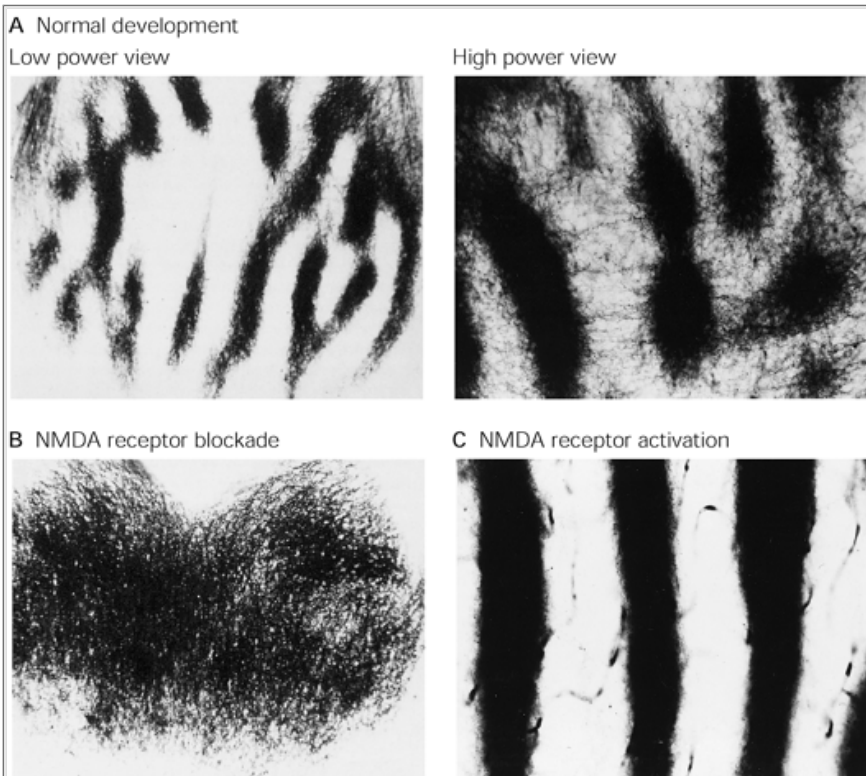 A Normal development
Low power view
High power view
B NMDA receptor blockade
C NMDA receptor activation